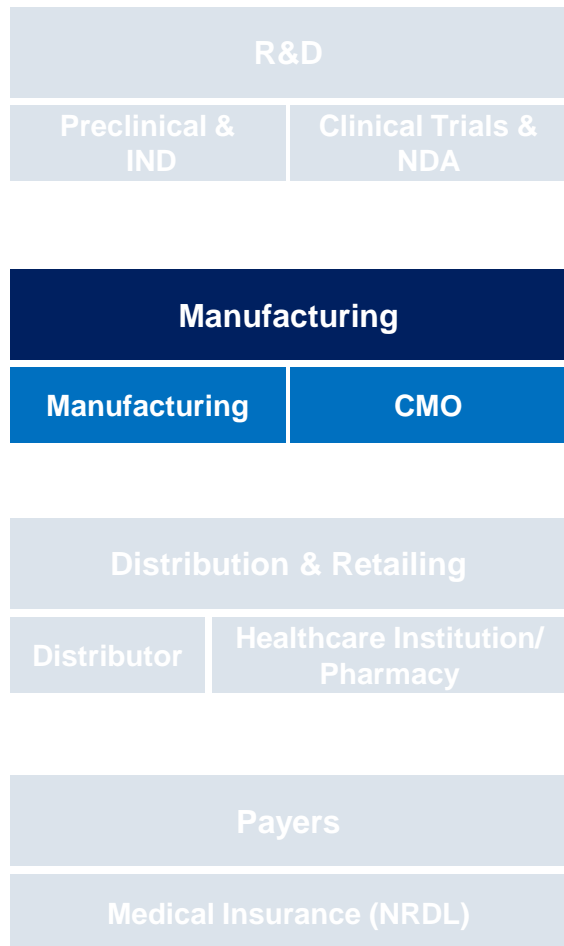 R&D
Preclinical &
IND
Clinical Trials &
NDA
Manufacturing
Manufacturing
CMO
Distribution & Retailing
Distributor
Healthcare Institution/
Pharmacy
Payers
Medical Insurance (NRDL)